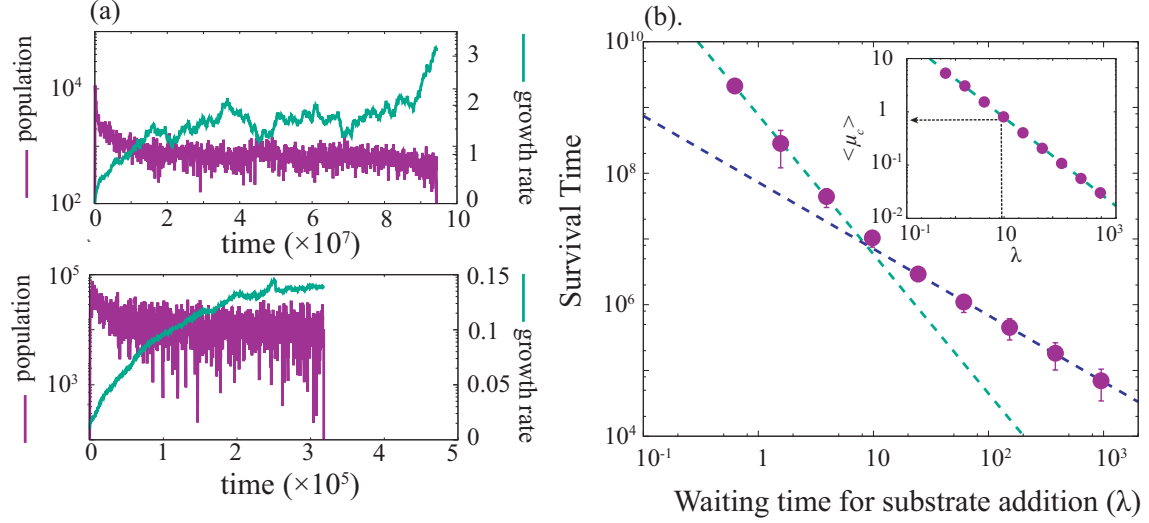 (a)
population
10^4
10^2
3
2
1
0
growth rate
0 2 4 6 8 10
time (×10^7)
population
10^5
10^3
0.15
0.1
0.05
0
growth rate
0 1 2 3 4 5
time (×10^5)
(b).
Survival Time
10^10
10^8
10^6
10^4
10^-1 1 10 10^2 10^3
Waiting time for substrate addition (λ)
<μ_c>
10
1
10^-1
10^-2
10^-1 10 10^3
λ